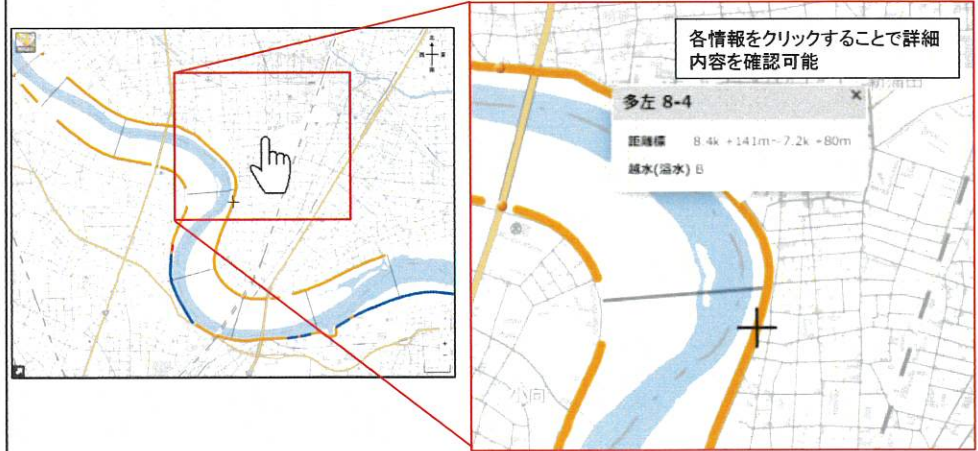 各情報をクリックすることで詳細
内容を確認可能
多左 8-4
×
距離標 8.4k +141m~7.2k +80m
越水(溢水) B
小向